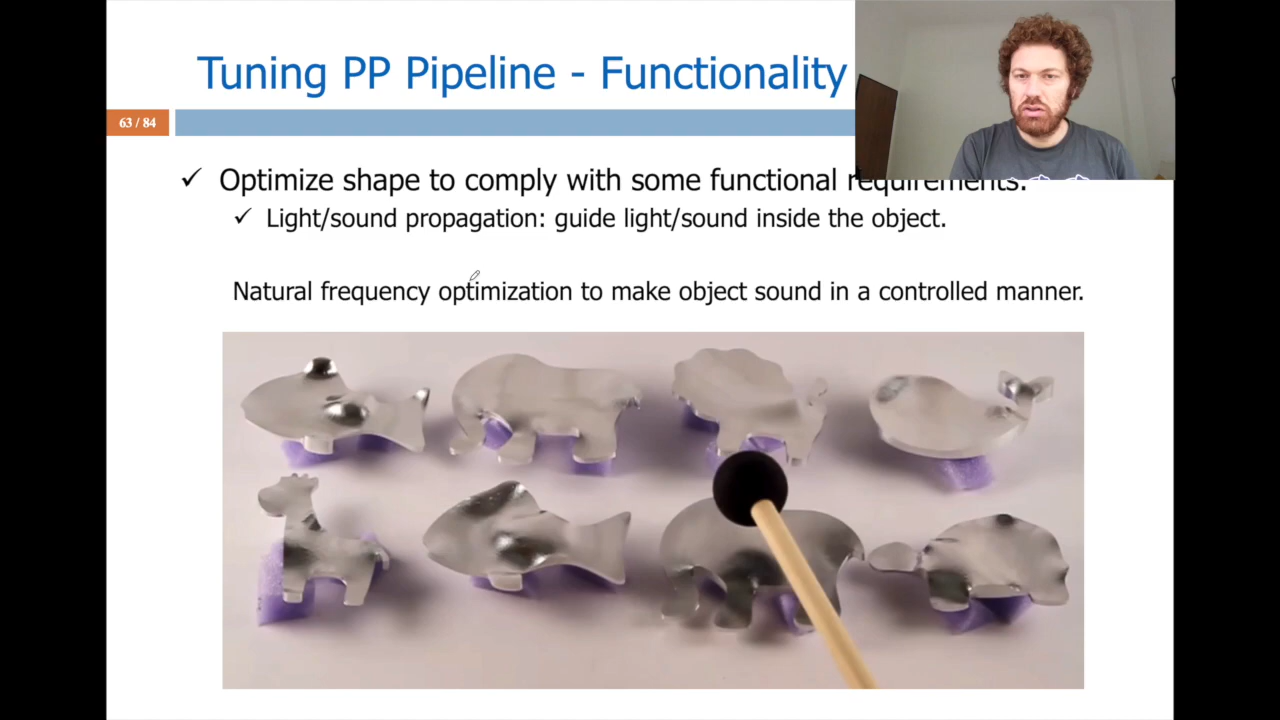 Tuning PP Pipeline - Functionality
63 / 84
✓ Optimize shape to comply with some functional requirements.
✓ Light/sound propagation: guide light/sound inside the object.
Natural frequency optimization to make object sound in a controlled manner.